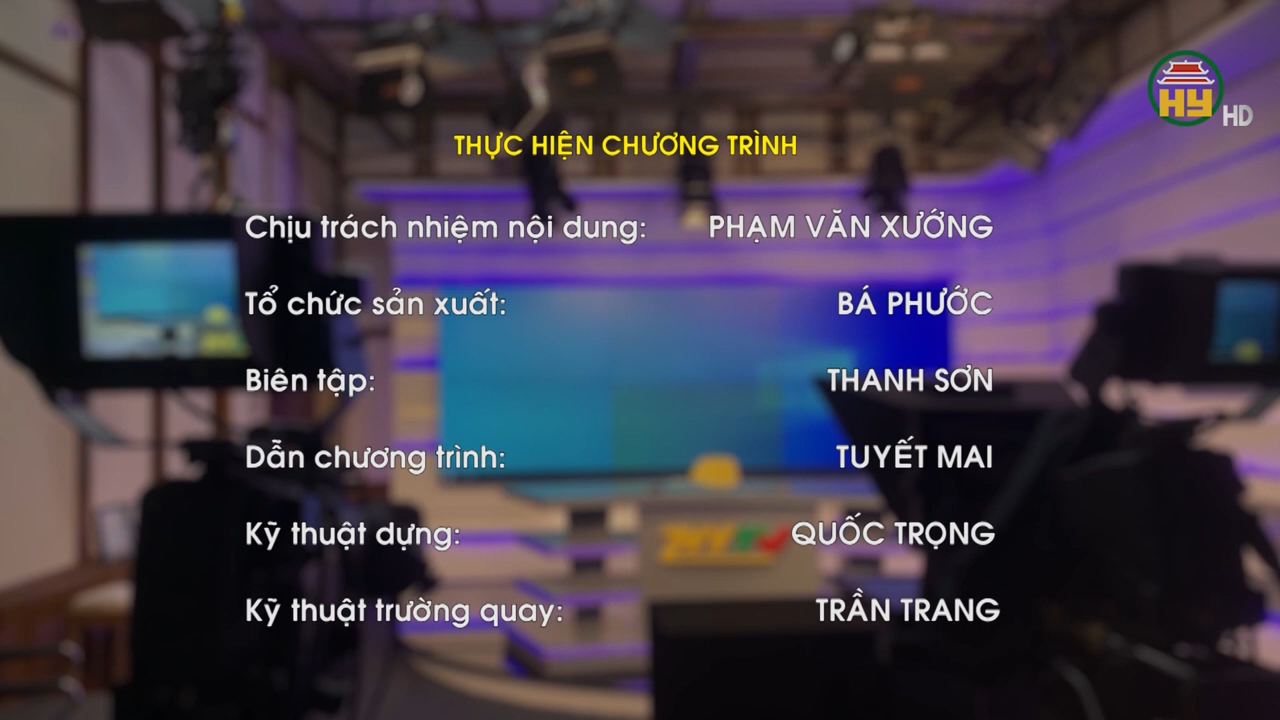 HY HD
THỰC HIỆN CHƯƠNG TRÌNH
Chịu trách nhiệm nội dung: PHẠM VĂN XƯỚNG
Tổ chức sản xuất: BÁ PHƯỚC
Biên tập: THANH SƠN
Dẫn chương trình: TUYẾT MAI
Kỹ thuật dựng: QUỐC TRỌNG
Kỹ thuật trường quay: TRẦN TRANG